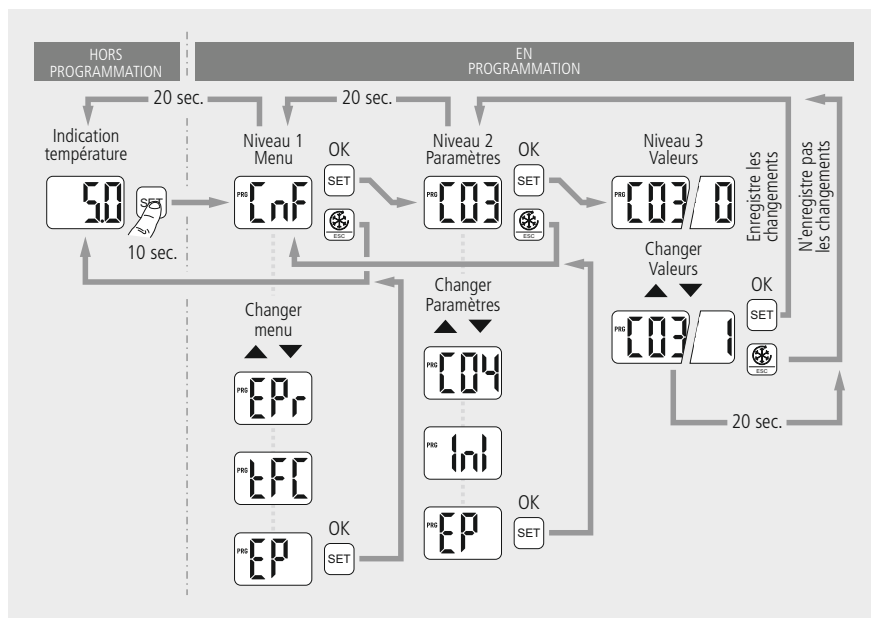 HORS
PROGRAMMATION
EN
PROGRAMMATION
20 sec.
20 sec.
Indication
température
5.0
SET
10 sec.
Niveau 1
Menu
PRG CnF
OK
SET
ESC
Niveau 2
Paramètres
PRG C03
OK
SET
ESC
Niveau 3
Valeurs
PRG C03/0
Enregistre les
changements
N'enregistre pas
les changements
Changer
Valeurs
PRG C03/1
OK
SET
ESC
20 sec.
Changer
menu
PRG EPr
PRG tFC
PRG EP
OK
SET
Changer
Paramètres
PRG C04
PRG InI
PRG EP
OK
SET